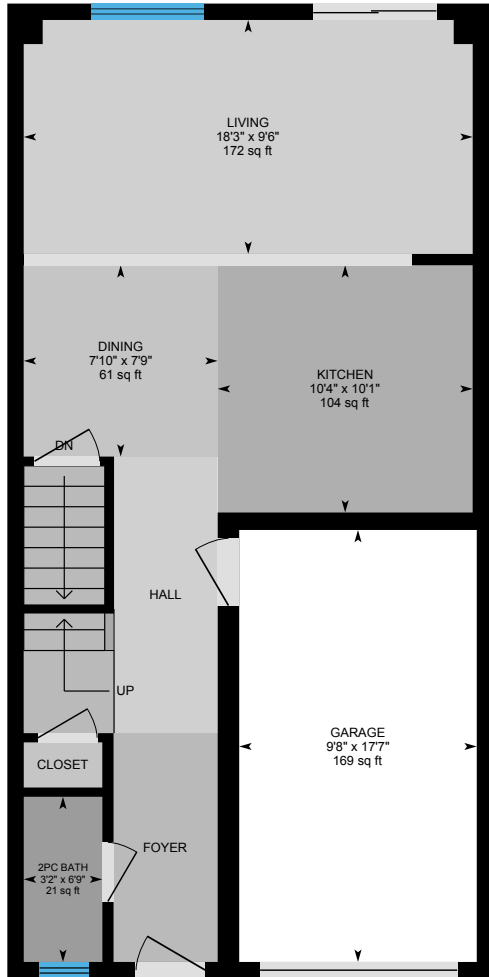 LIVING
18'3" x 9'6"
172 sq ft
DINING
7'10" x 7'9"
61 sq ft
KITCHEN
10'4" x 10'1"
104 sq ft
DN
HALL
UP
GARAGE
9'8" x 17'7"
169 sq ft
CLOSET
FOYER
2PC BATH
3'2" x 6'9"
21 sq ft